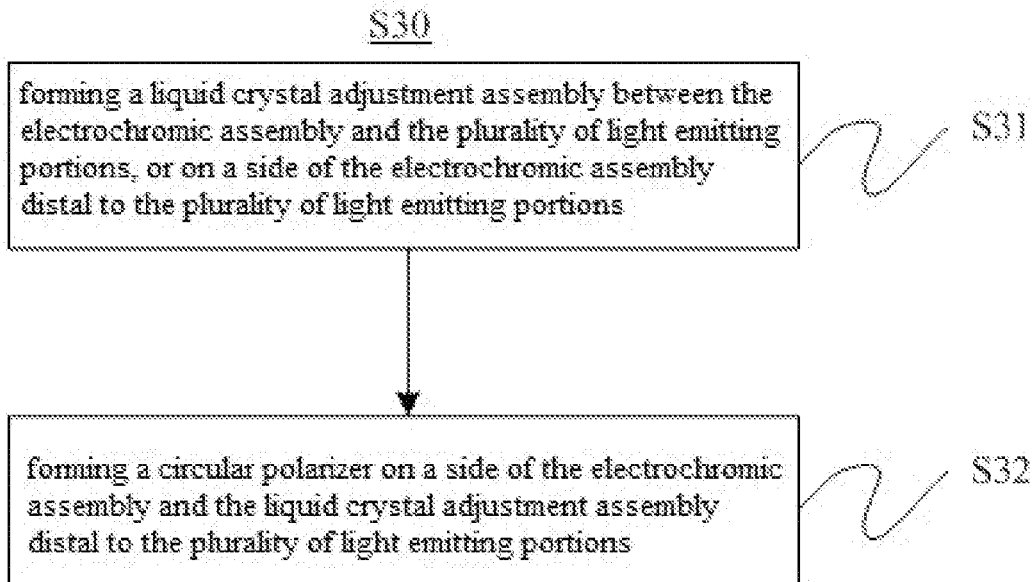 S30
forming a liquid crystal adjustment assembly between the
electrochromic assembly and the plurality of light emitting
portions, or on a side of the electrochromic assembly
distal to the plurality of light emitting portions
S31
forming a circular polarizer on a side of the electrochromic
assembly and the liquid crystal adjustment assembly
distal to the plurality of light emitting portions
S32